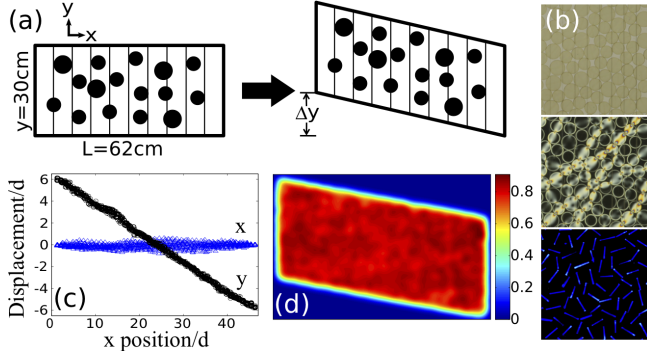 (a)
y
x
y=30cm
L=62cm
Δy
(b)
6
4
2
0
-2
-4
-6
Displacement/d
x
y
(c)
0
10
20
30
40
x position/d
(d)
0.8
0.6
0.4
0.2
0